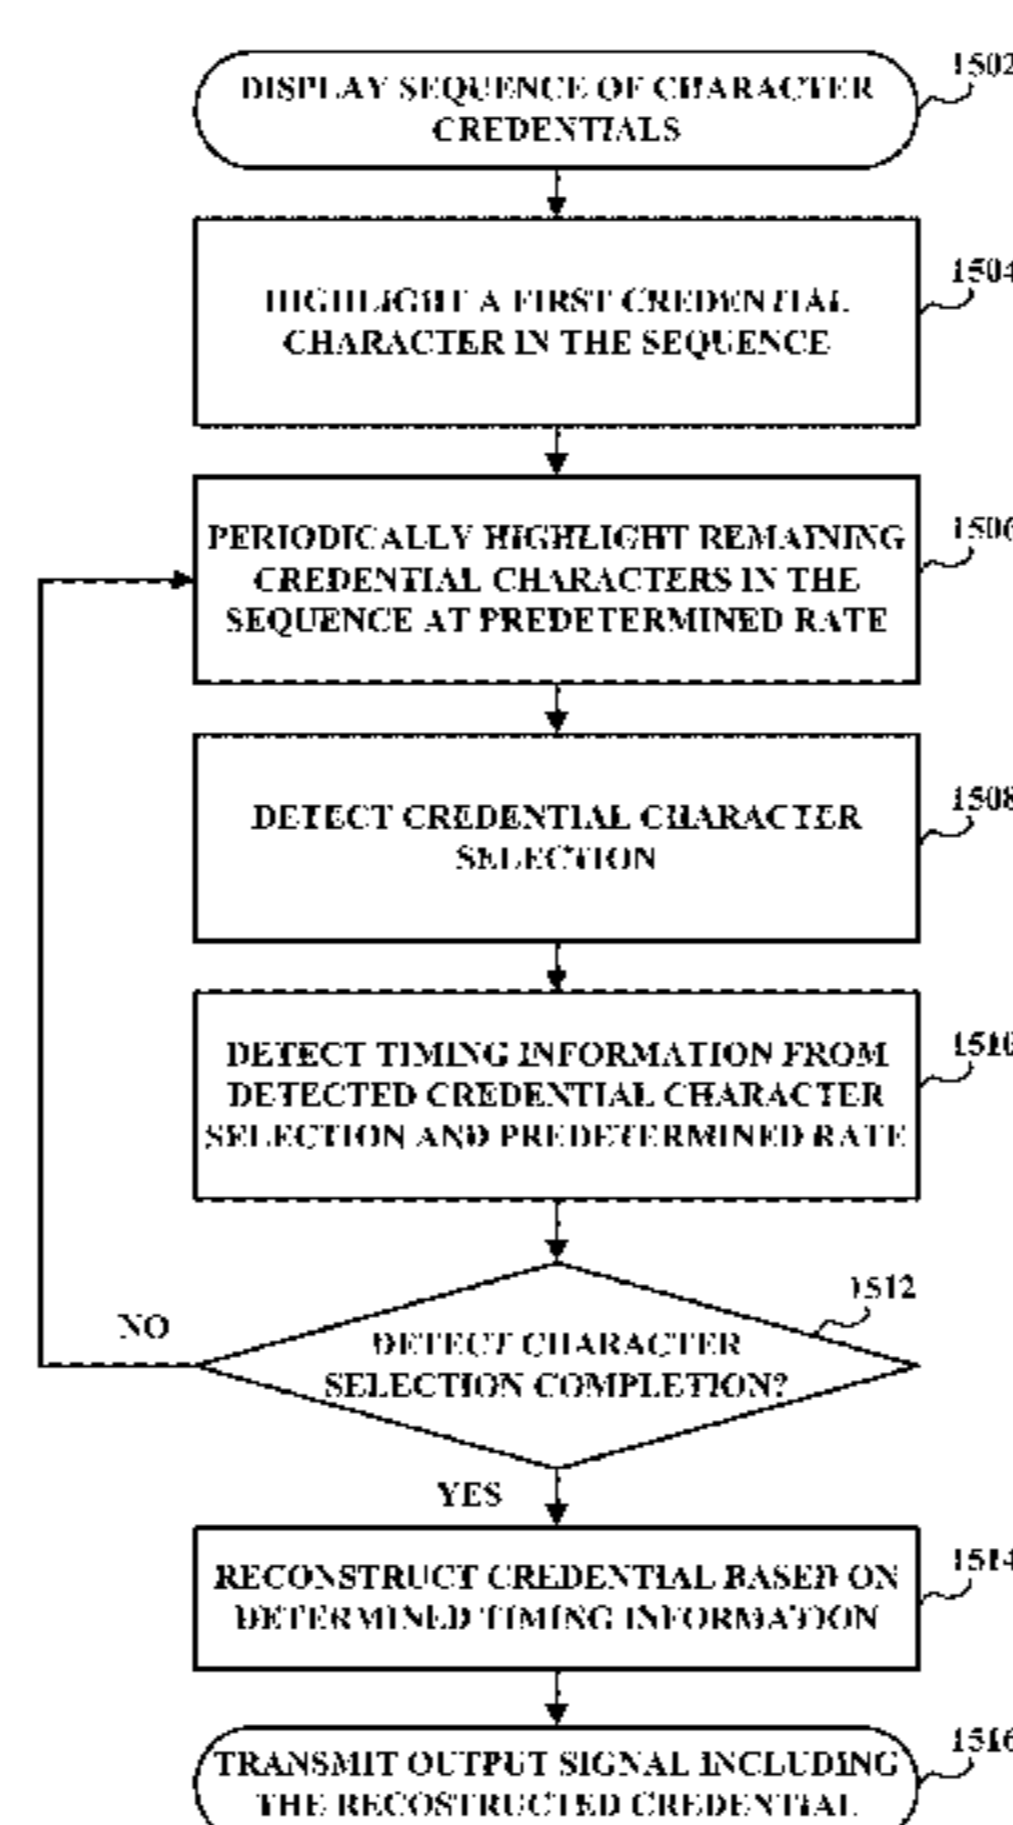 DISPLAY SEQUENCE OF CHARACTER
CREDENTIALS
1502
HIGHLIGHT A FIRST CREDENTIAL
CHARACTER IN THE SEQUENCE
1504
PERIODICALLY HIGHLIGHT REMAINING
CREDENTIAL CHARACTERS IN THE
SEQUENCE AT PREDETERMINED RATE
1506
DETECT CREDENTIAL CHARACTER
SELECTION
1508
DETECT TIMING INFORMATION FROM
DETECTED CREDENTIAL CHARACTER
SELECTION AND PREDETERMINED RATE
1510
1512
NO
DETECT CHARACTER
SELECTION COMPLETION?
YES
RECONSTRUCT CREDENTIAL BASED ON
DETERMINED TIMING INFORMATION
1514
TRANSMIT OUTPUT SIGNAL INCLUDING
THE RECOSTRUCTED CREDENTIAL
1516